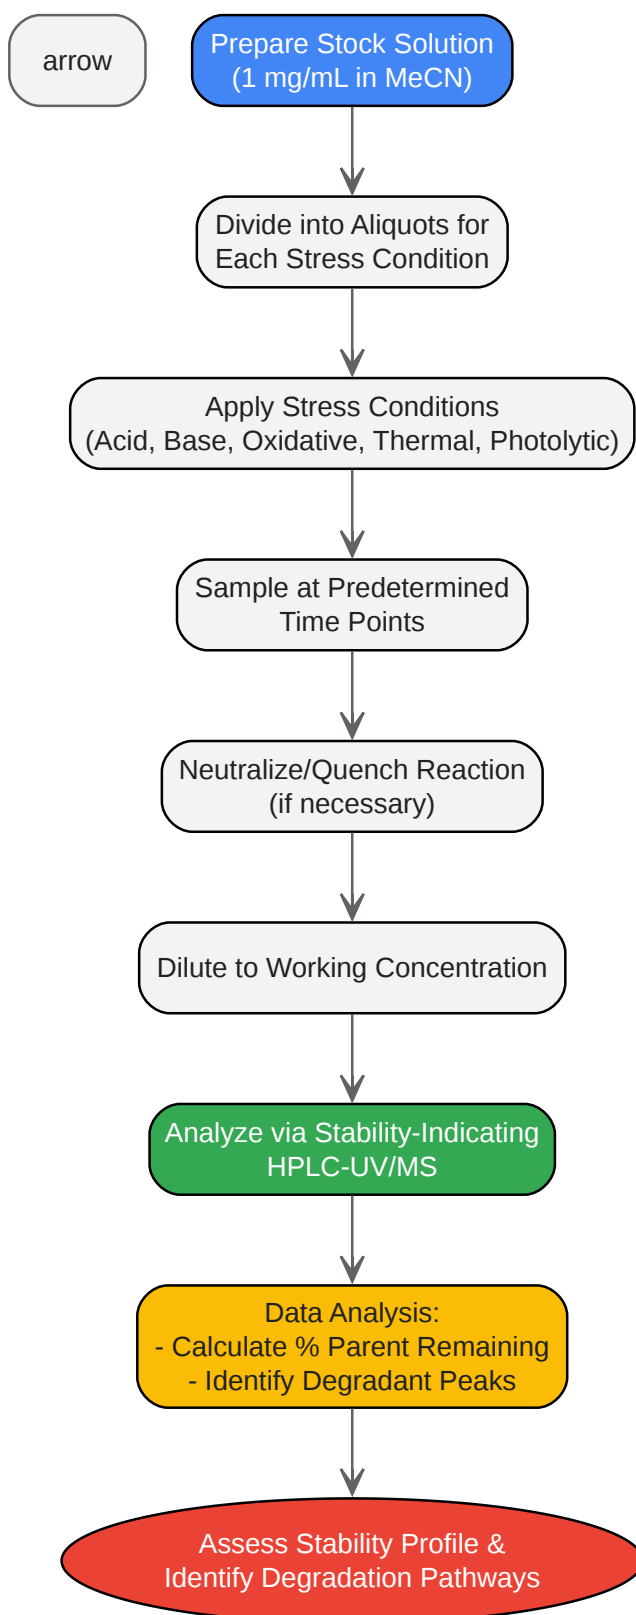 arrow
Prepare Stock Solution
(1 mg/mL in MeCN)
Divide into Aliquots for
Each Stress Condition
Apply Stress Conditions
(Acid, Base, Oxidative, Thermal, Photolytic)
Sample at Predetermined
Time Points
Neutralize/Quench Reaction
(if necessary)
Dilute to Working Concentration
Analyze via Stability-Indicating
HPLC-UV/MS
Data Analysis:
- Calculate % Parent Remaining
- Identify Degradant Peaks
Assess Stability Profile &
Identify Degradation Pathways